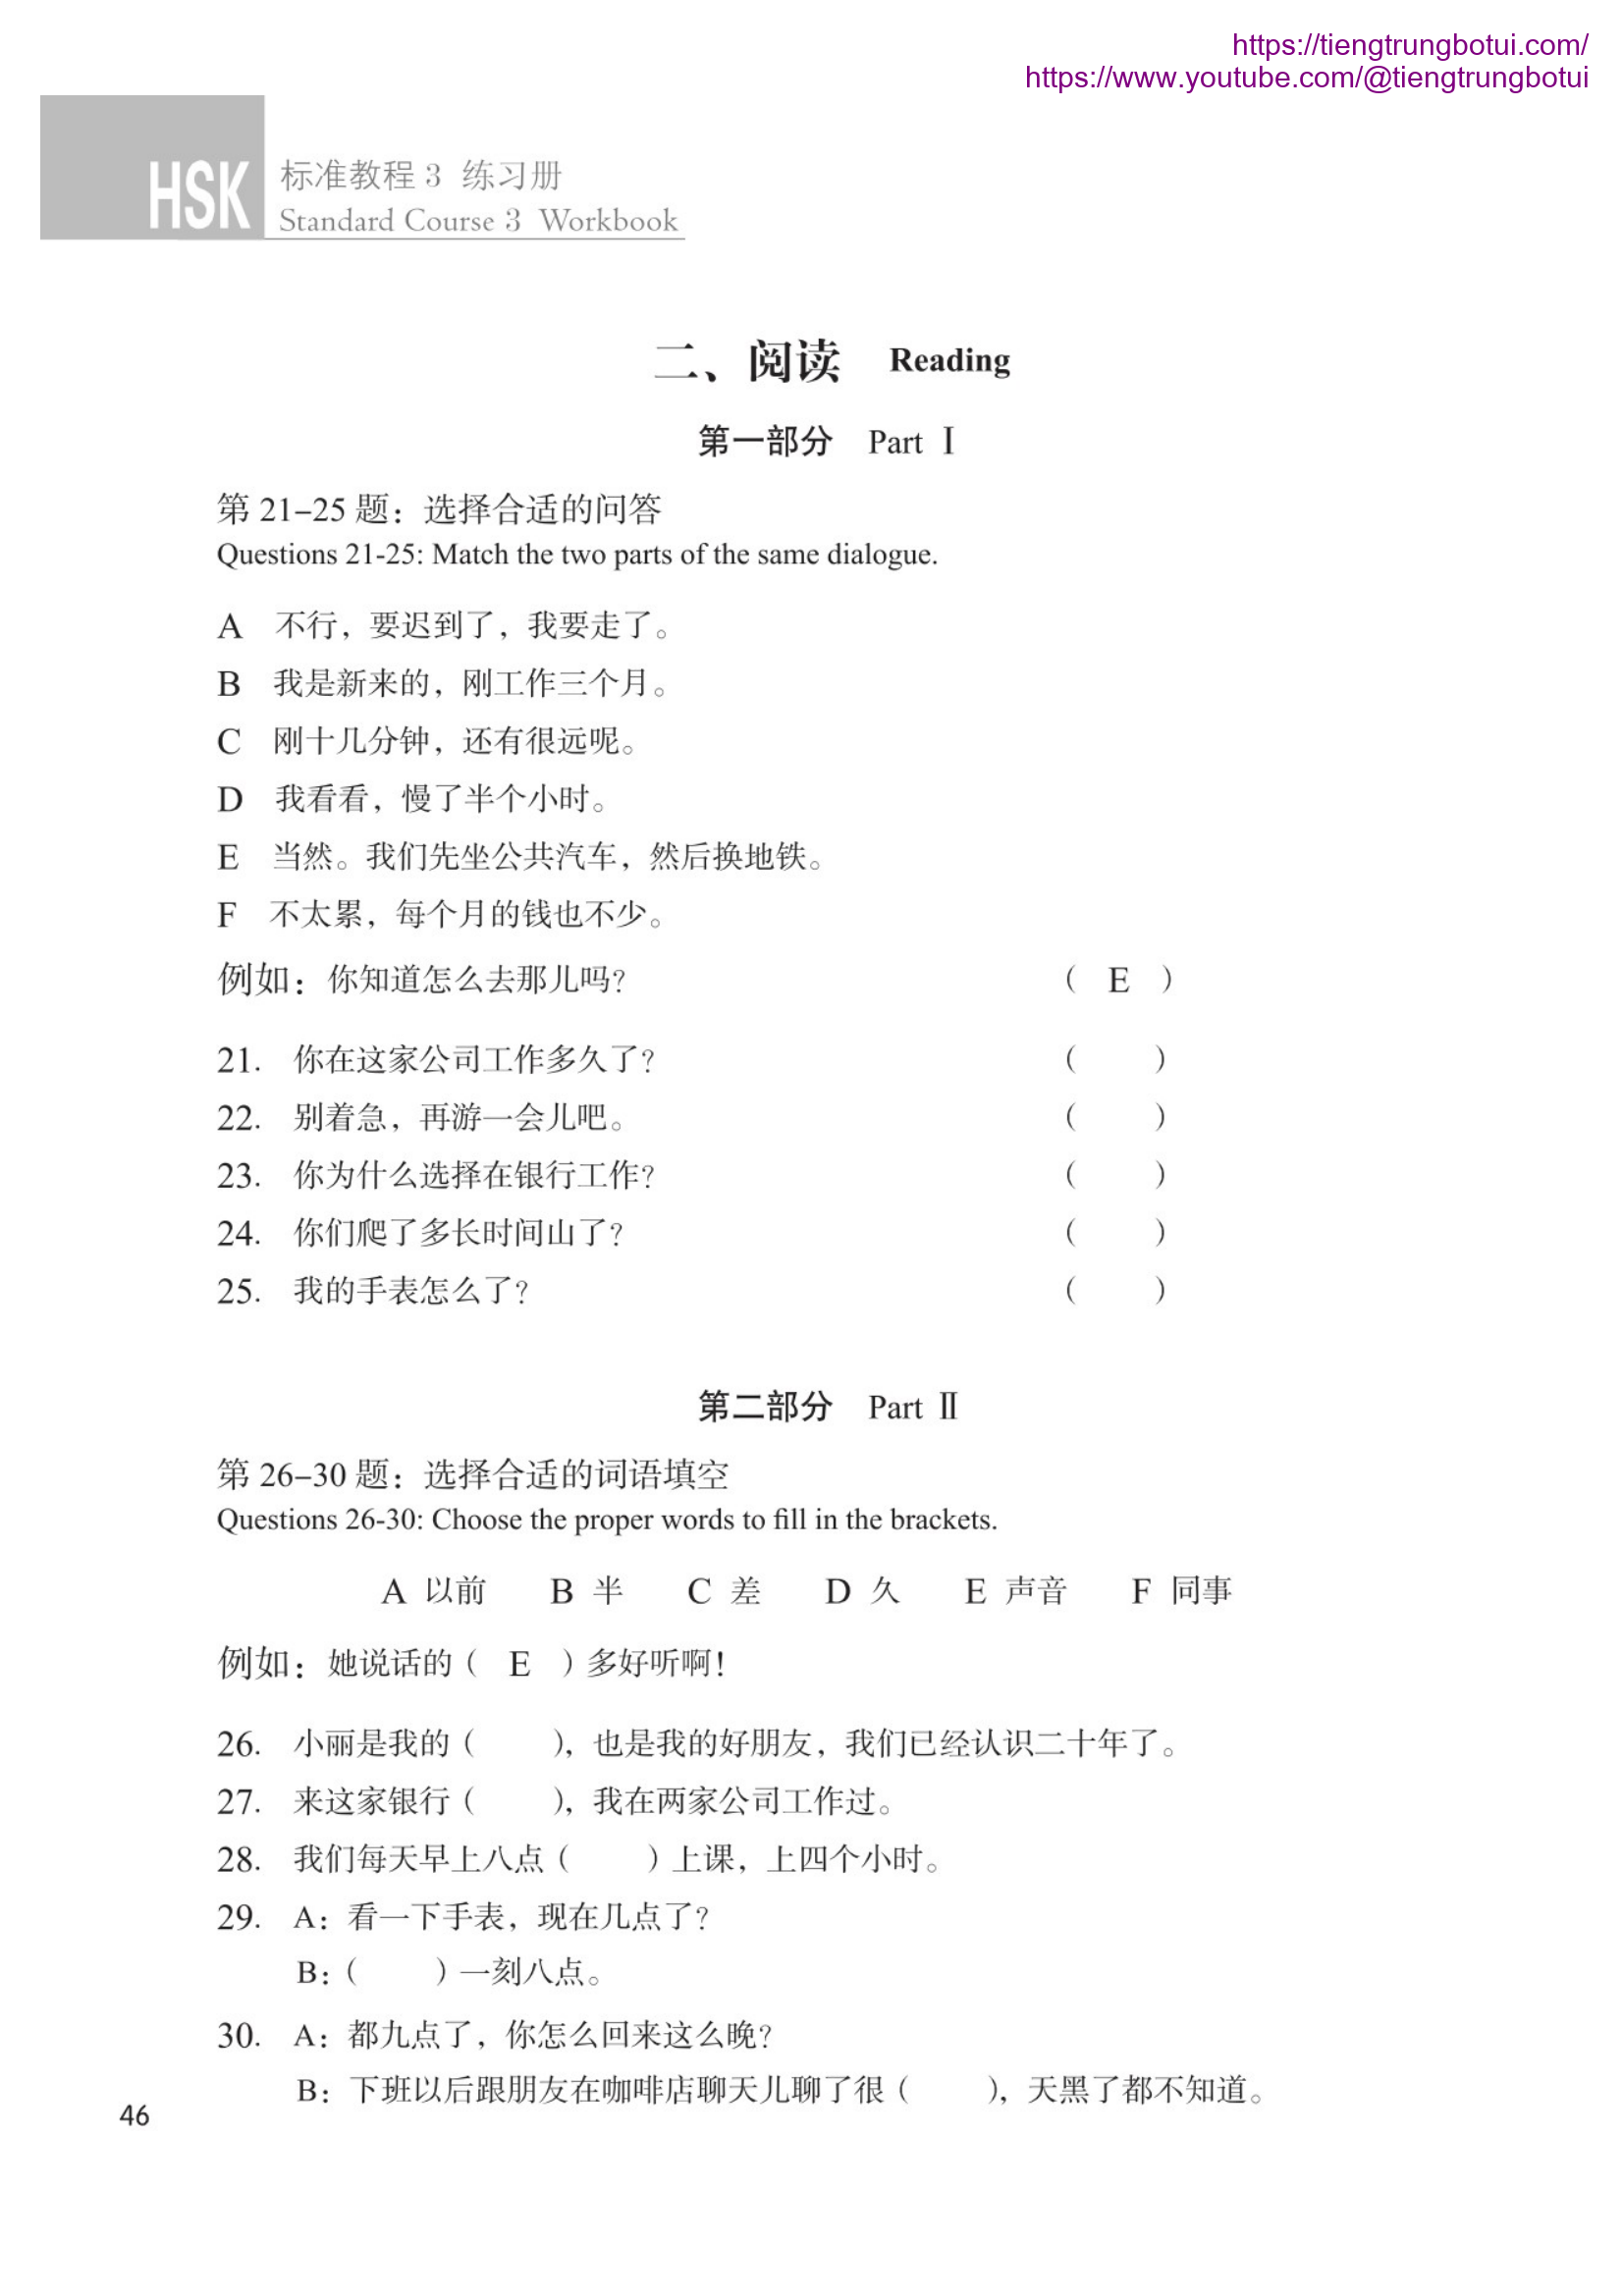 https://tiengtrungbotui.com/
https://www.youtube.com/@tiengtrungbotui
HSK 标准教程 3 练习册
Standard Course 3 Workbook
二、阅读 Reading
第一部分 Part Ⅰ
第 21–25 题：选择合适的问答
Questions 21-25: Match the two parts of the same dialogue.
A 不行，要迟到了，我要走了。
B 我是新来的，刚工作三个月。
C 刚十几分钟，还有很远呢。
D 我看看，慢了半个小时。
E 当然。我们先坐公共汽车，然后换地铁。
F 不太累，每个月的钱也不少。
例如：你知道怎么去那儿吗？ （ E ）
21. 你在这家公司工作多久了？ （ ）
22. 别着急，再游一会儿吧。 （ ）
23. 你为什么选择在银行工作？ （ ）
24. 你们爬了多长时间山了？ （ ）
25. 我的手表怎么了？ （ ）
第二部分 Part Ⅱ
第 26–30 题：选择合适的词语填空
Questions 26-30: Choose the proper words to fill in the brackets.
A 以前 B 半 C 差 D 久 E 声音 F 同事
例如：她说话的（ E ）多好听啊！
26. 小丽是我的（ ），也是我的好朋友，我们已经认识二十年了。
27. 来这家银行（ ），我在两家公司工作过。
28. 我们每天早上八点（ ）上课，上四个小时。
29. A：看一下手表，现在几点了？
B：（ ）一刻八点。
30. A：都九点了，你怎么回来这么晚？
B：下班以后跟朋友在咖啡店聊天儿聊了很（ ），天黑了都不知道。
46